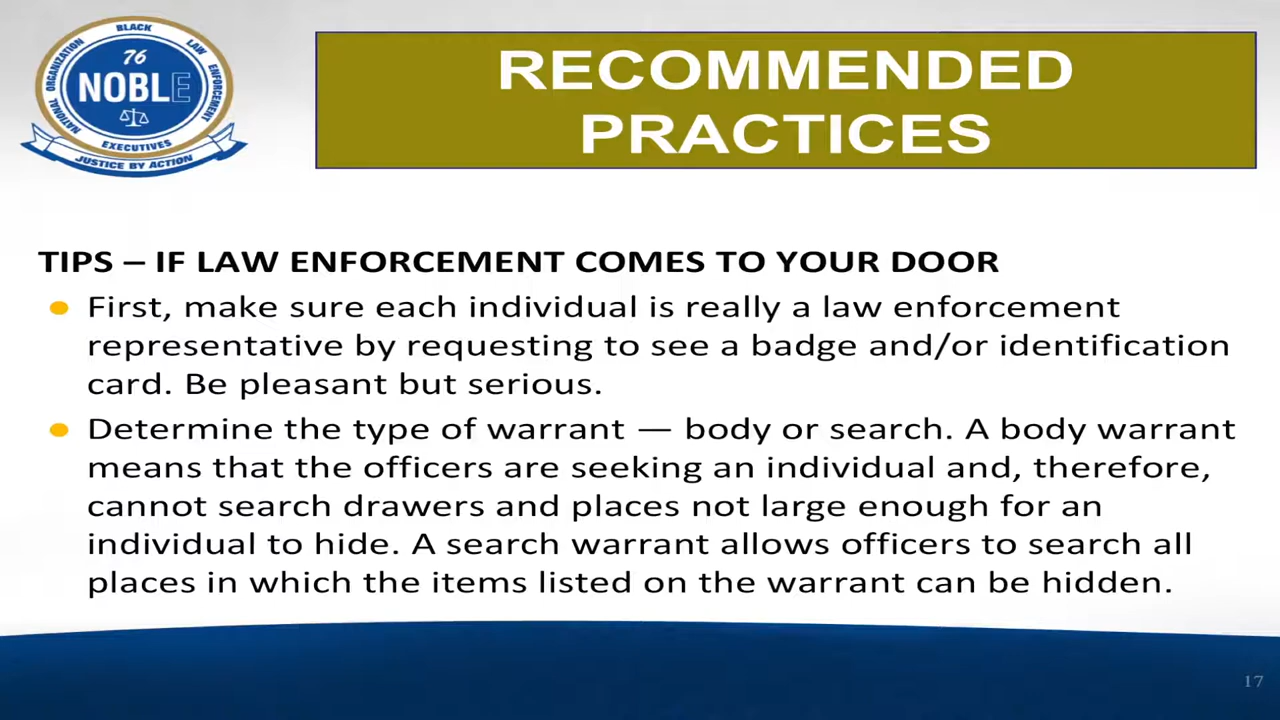 NATIONAL ORGANIZATION
BLACK
LAW
ENFORCEMENT
76
NOBLE
EXECUTIVES
JUSTICE BY ACTION
RECOMMENDED
PRACTICES
TIPS – IF LAW ENFORCEMENT COMES TO YOUR DOOR
First, make sure each individual is really a law enforcement
representative by requesting to see a badge and/or identification
card. Be pleasant but serious.
Determine the type of warrant — body or search. A body warrant
means that the officers are seeking an individual and, therefore,
cannot search drawers and places not large enough for an
individual to hide. A search warrant allows officers to search all
places in which the items listed on the warrant can be hidden.
17